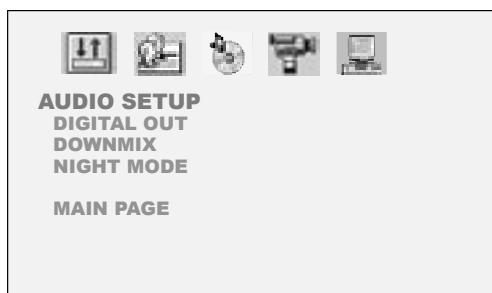 AUDIO SETUP
DIGITAL OUT
DOWNMIX
NIGHT MODE
MAIN PAGE